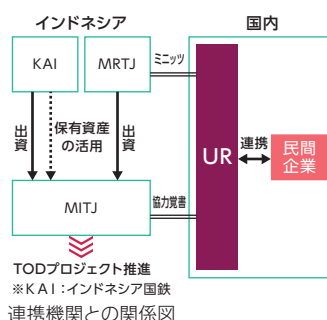 インドネシア
国内
KAI
MRTJ
ミニッツ
出資
保有資産
の活用
出資
UR
連携
民間
企業
MITJ
協力覚書
TODプロジェクト推進
※KAI：インドネシア国鉄
連携機関との関係図